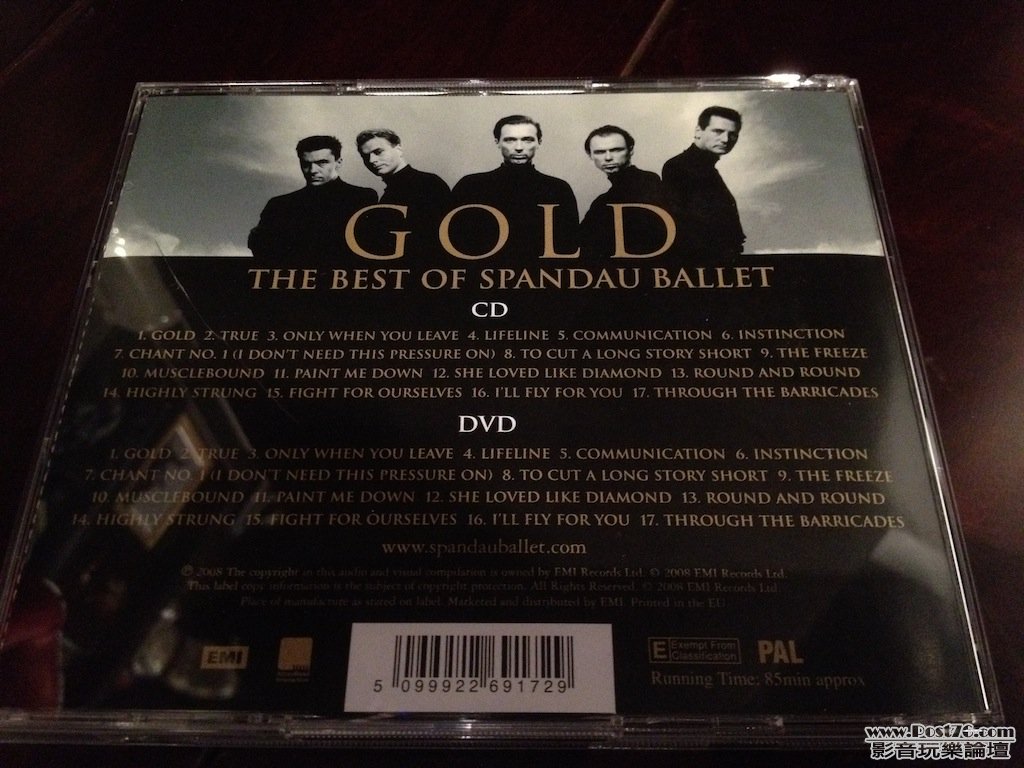 GOLD
THE BEST OF SPANDAU BALLET
CD
1. GOLD 2. TRUE 3. ONLY WHEN YOU LEAVE 4. LIFELINE 5. COMMUNICATION 6. INSTINCTION
7. CHANT NO. 1 (I DON'T NEED THIS PRESSURE ON) 8. TO CUT A LONG STORY SHORT 9. THE FREEZE
10. MUSCLEBOUND 11. PAINT ME DOWN 12. SHE LOVED LIKE DIAMOND 13. ROUND AND ROUND
14. HIGHLY STRUNG 15. FIGHT FOR OURSELVES 16. I'LL FLY FOR YOU 17. THROUGH THE BARRICADES
DVD
1. GOLD 2. TRUE 3. ONLY WHEN YOU LEAVE 4. LIFELINE 5. COMMUNICATION 6. INSTINCTION
7. CHANT NO. 1 (I DON'T NEED THIS PRESSURE ON) 8. TO CUT A LONG STORY SHORT 9. THE FREEZE
10. MUSCLEBOUND 11. PAINT ME DOWN 12. SHE LOVED LIKE DIAMOND 13. ROUND AND ROUND
14. HIGHLY STRUNG 15. FIGHT FOR OURSELVES 16. I'LL FLY FOR YOU 17. THROUGH THE BARRICADES
www.spandauballet.com
℗ 2008 The copyright in this audio and visual compilation is owned by EMI Records Ltd. © 2008 EMI Records Ltd.
This label copy information is the subject of copyright protection. All Rights Reserved. © 2008 EMI Records Ltd.
Place of manufacture as stated on label. Marketed and distributed by EMI. Printed in the EU
EMI
E Exempt From Classification PAL
Running Time: 85min approx
5 099922 691729
www.Post76.com
影音玩樂論壇